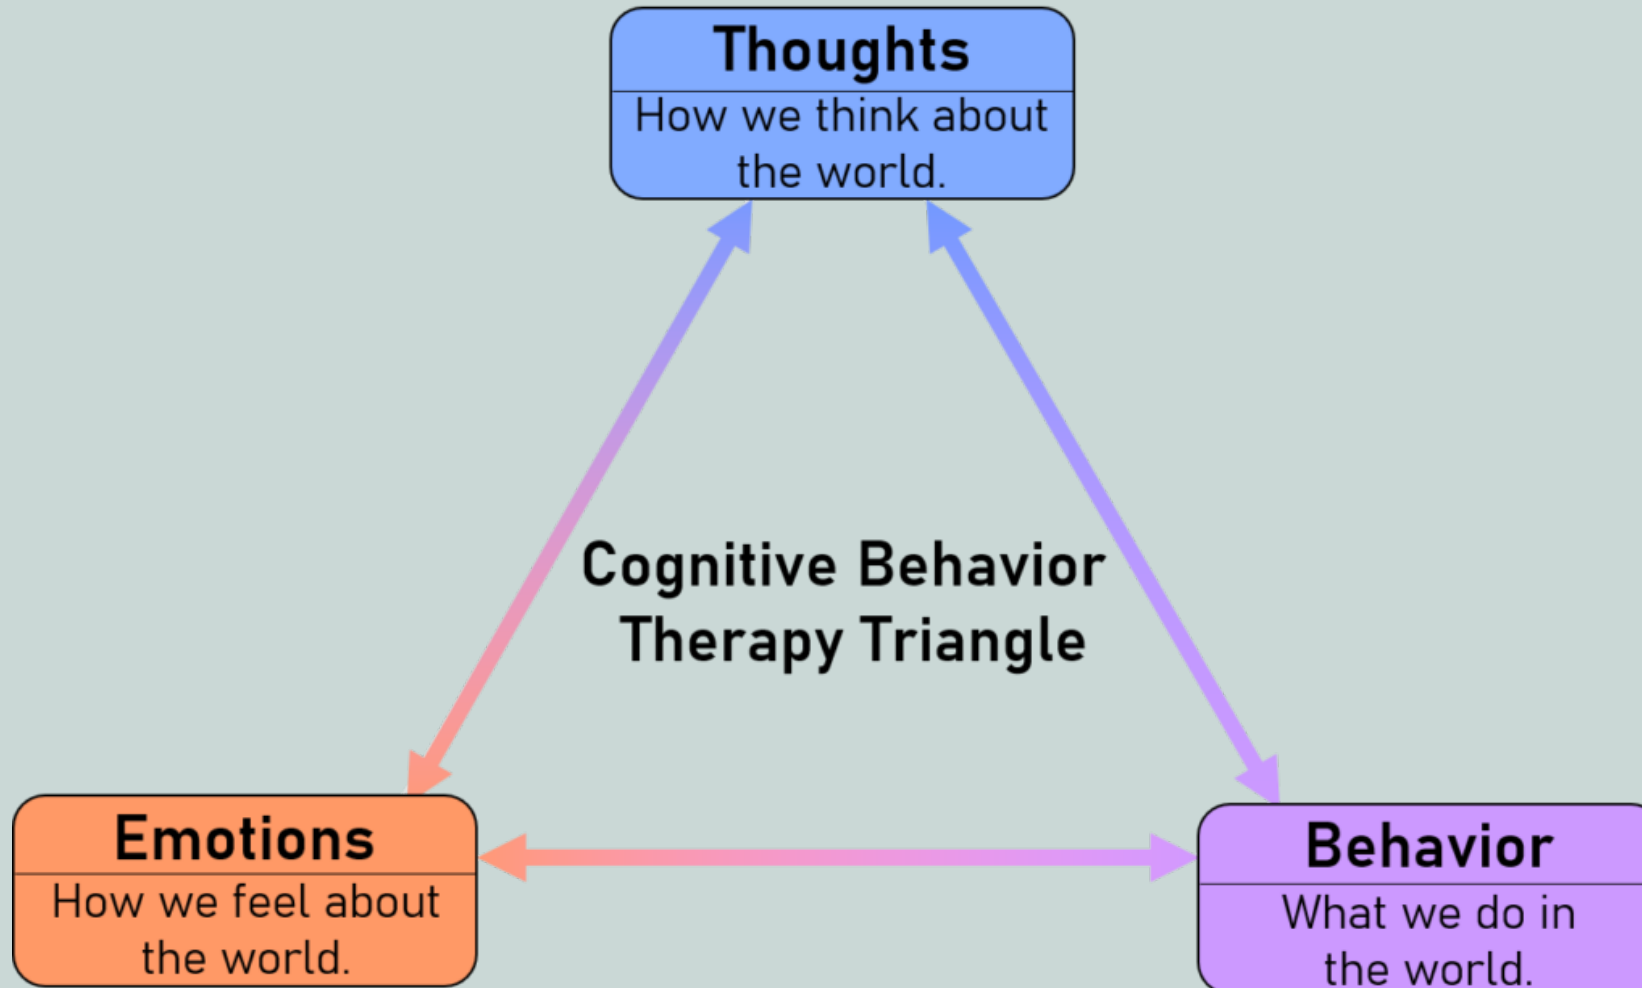 Thoughts
How we think about
the world.
Cognitive Behavior
Therapy Triangle
Emotions
How we feel about
the world.
Behavior
What we do in
the world.